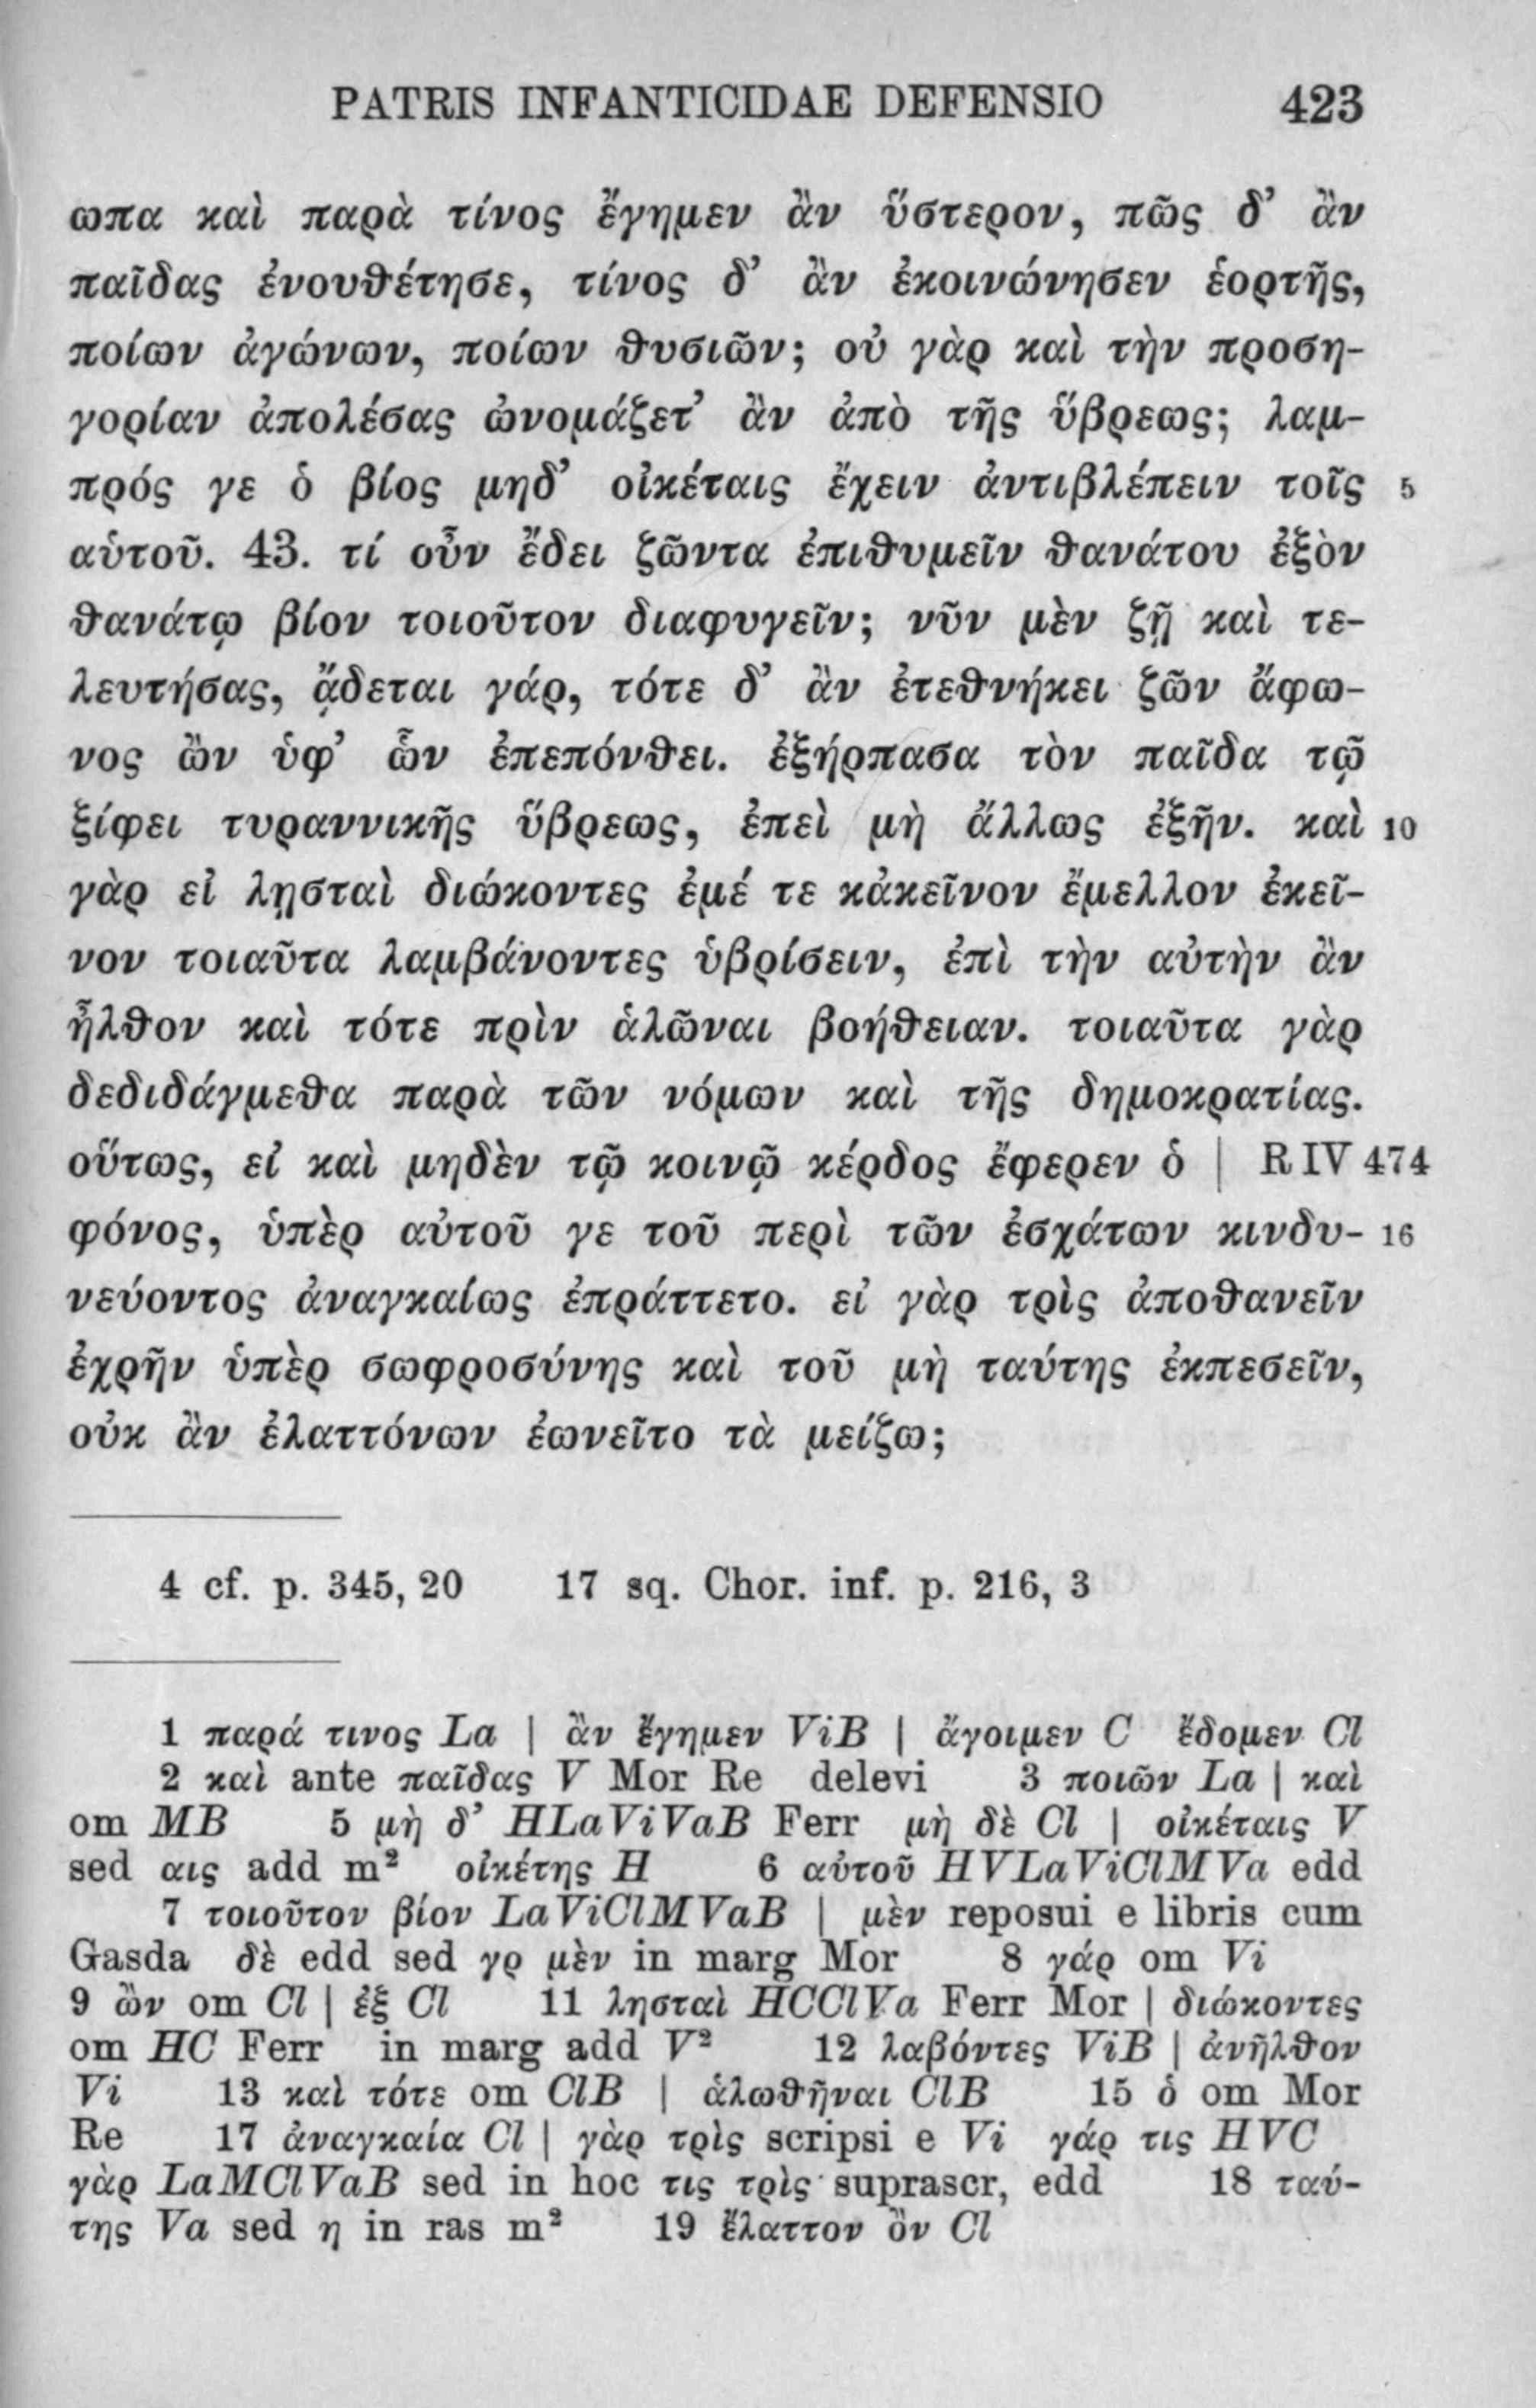 PATRIS INFANTICIDAE DEFENSIO 423
ωπα καὶ παρὰ τίνος ἔγημεν ἂν ὕστερον, πῶς δ’ ἂν
παῖδας ἐνουθέτησε, τίνος δ’ ἂν ἐκοινώνησεν ἑορτῆς,
ποίων ἀγώνων, ποίων θυσιῶν; οὐ γὰρ καὶ τὴν προση-
γορίαν ἀπολέσας ὠνομάζετ’ ἂν ἀπὸ τῆς ὕβρεως; λαμ-
πρός γε ὁ βίος μηδ’ οἰκέταις ἔχειν ἀντιβλέπειν τοῖς 5
αὑτοῦ. 43. τί οὖν ἔδει ζῶντα ἐπιθυμεῖν θανάτου ἐξὸν
θανάτῳ βίον τοιοῦτον διαφυγεῖν; νῦν μὲν ζῇ καὶ τε-
λευτήσας, ᾄδεται γάρ, τότε δ’ ἂν ἐτεθνήκει ζῶν ἄφω-
νος ὢν ὑφ’ ὧν ἐπεπόνθει. ἐξήρπασα τὸν παῖδα τῷ
ξίφει τυραννικῆς ὕβρεως, ἐπεὶ μὴ ἄλλως ἐξῆν. καὶ 10
γὰρ εἰ λῃσταὶ διώκοντες ἐμέ τε κἀκεῖνον ἔμελλον ἐκεῖ-
νον τοιαῦτα λαμβάνοντες ὑβρίσειν, ἐπὶ τὴν αὐτὴν ἂν
ἦλθον καὶ τότε πρὶν ἁλῶναι βοήθειαν. τοιαῦτα γὰρ
δεδιδάγμεθα παρὰ τῶν νόμων καὶ τῆς δημοκρατίας.
οὕτως, εἰ καὶ μηδὲν τῷ κοινῷ κέρδος ἔφερεν ὁ | R IV 474
φόνος, ὑπὲρ αὐτοῦ γε τοῦ περὶ τῶν ἐσχάτων κινδυ- 16
νεύοντος ἀναγκαίως ἐπράττετο. εἰ γὰρ τρὶς ἀποθανεῖν
ἐχρῆν ὑπὲρ σωφροσύνης καὶ τοῦ μὴ ταύτης ἐκπεσεῖν,
οὐκ ἂν ἐλαττόνων ἐωνεῖτο τὰ μείζω;
4 cf. p. 345, 20 17 sq. Chor. inf. p. 216, 3
1 παρά τινος La | ἂν ἔγημεν ViB | ἄγοιμεν C ἔδομεν Cl
2 καὶ ante παῖδας V Mor Re delevi 3 ποιῶν La | καὶ
om MB 5 μὴ δ’ HLaViVaB Ferr μὴ δὲ Cl | οἰκέταις V
sed αις add m² οἰκέτης H 6 αὐτοῦ HVLaViClMVa edd
7 τοιοῦτον βίον LaViClMVaB | μὲν reposui e libris cum
Gasda δὲ edd sed γρ μὲν in marg Mor 8 γάρ om Vi
9 ὢν om Cl | ἐξ Cl 11 λησταὶ HCClVa Ferr Mor | διώκοντες
om HC Ferr in marg add V² 12 λαβόντες ViB | ἀνῆλθον
Vi 13 καὶ τότε om ClB | ἁλωθῆναι ClB 15 ὁ om Mor
Re 17 ἀναγκαία Cl | γὰρ τρὶς scripsi e Vi γάρ τις HVC
γὰρ LaMClVaB sed in hoc τις τρὶς suprascr, edd 18 ταύ-
της Va sed η in ras m² 19 ἔλαττον ὂν Cl